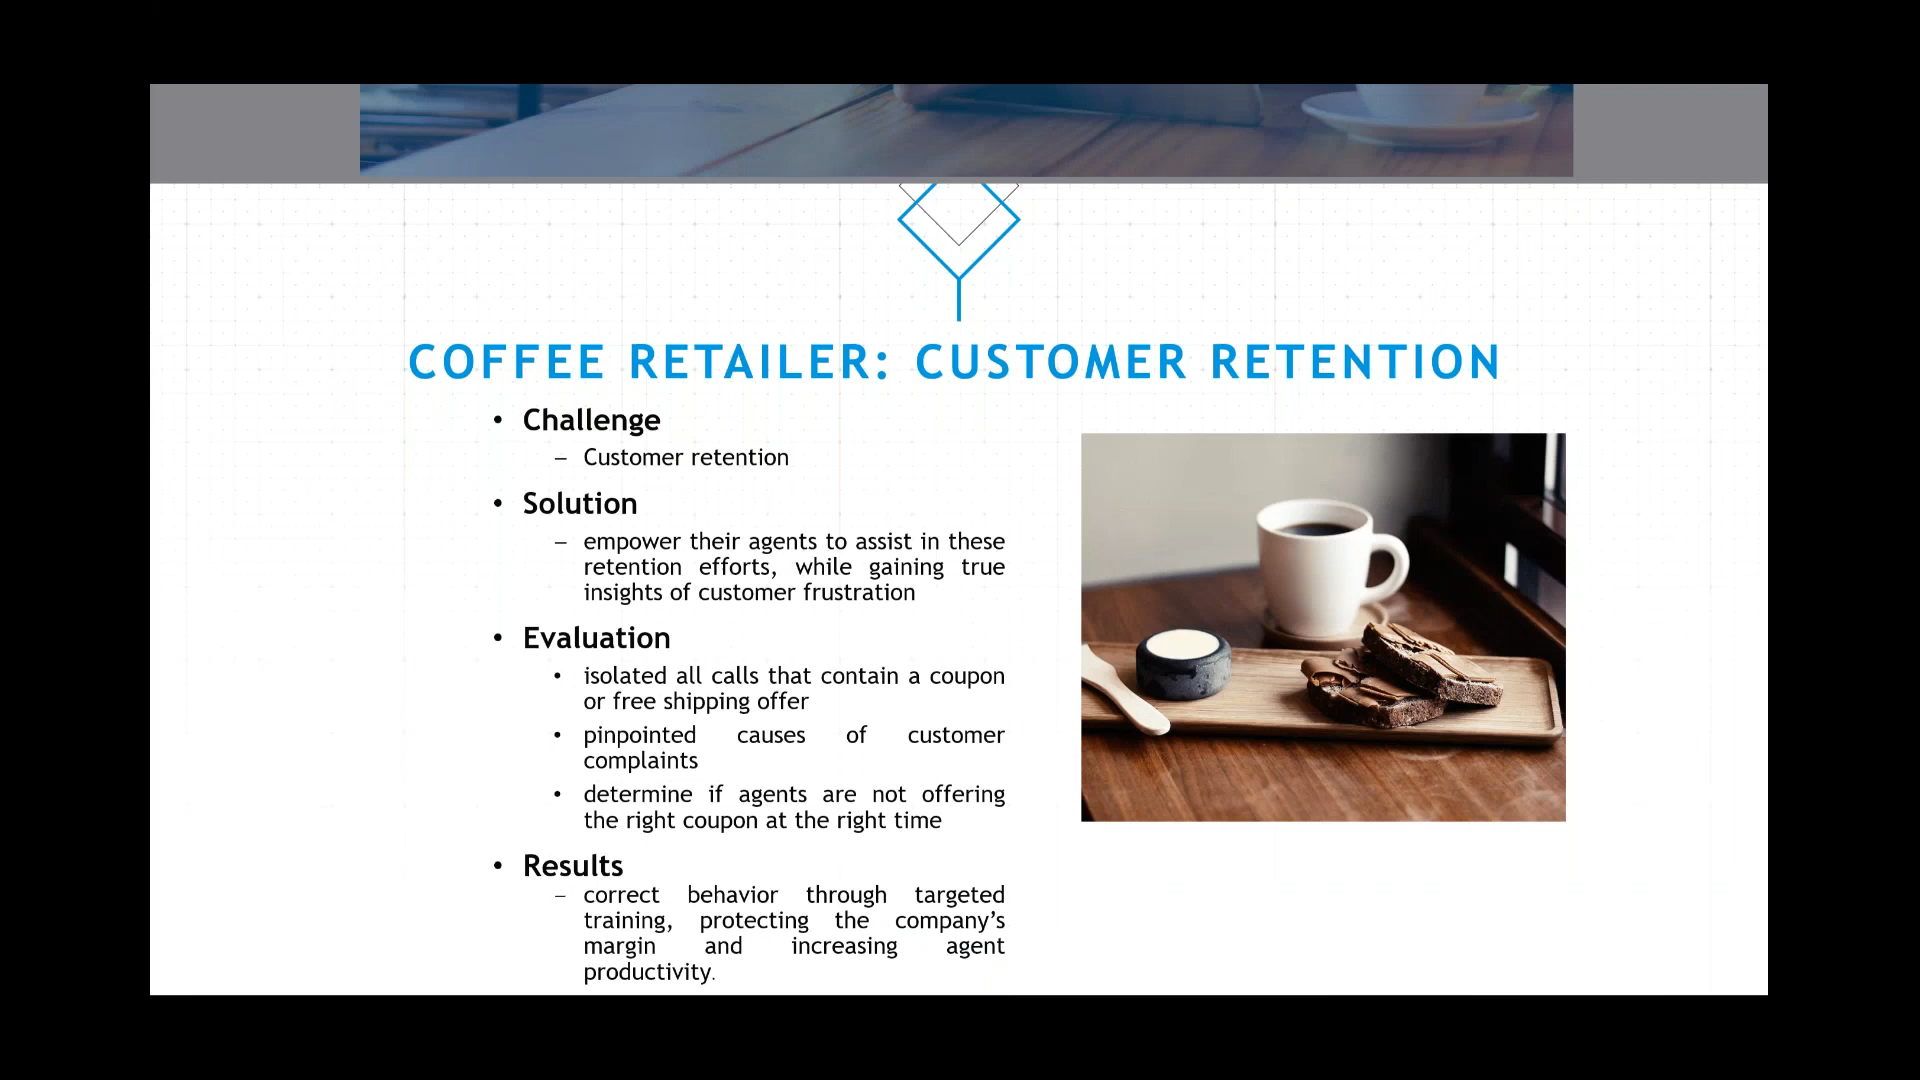 COFFEE RETAILER: CUSTOMER RETENTION
• Challenge
– Customer retention
• Solution
– empower their agents to assist in these
retention efforts, while gaining true
insights of customer frustration
• Evaluation
• isolated all calls that contain a coupon
or free shipping offer
• pinpointed causes of customer
complaints
• determine if agents are not offering
the right coupon at the right time
• Results
– correct behavior through targeted
training, protecting the company’s
margin and increasing agent
productivity.